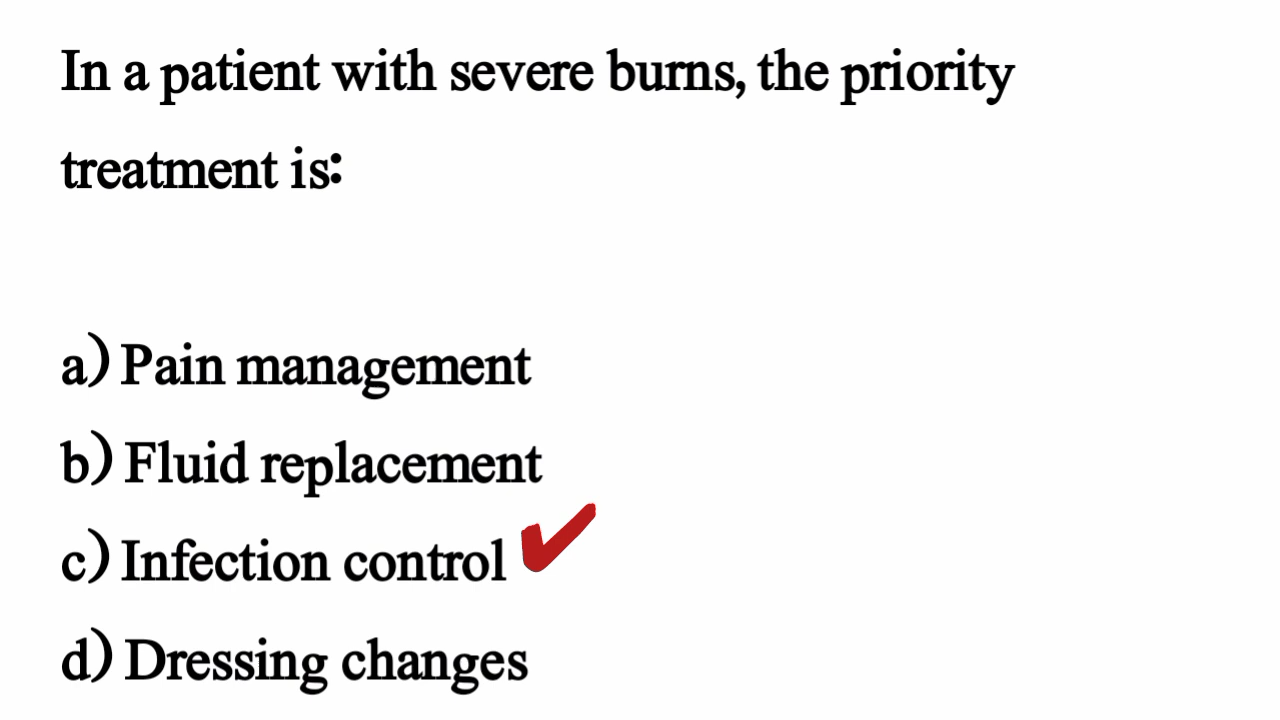 In a patient with severe burns, the priority
treatment is:
a) Pain management
b) Fluid replacement
c) Infection control ✔
d) Dressing changes